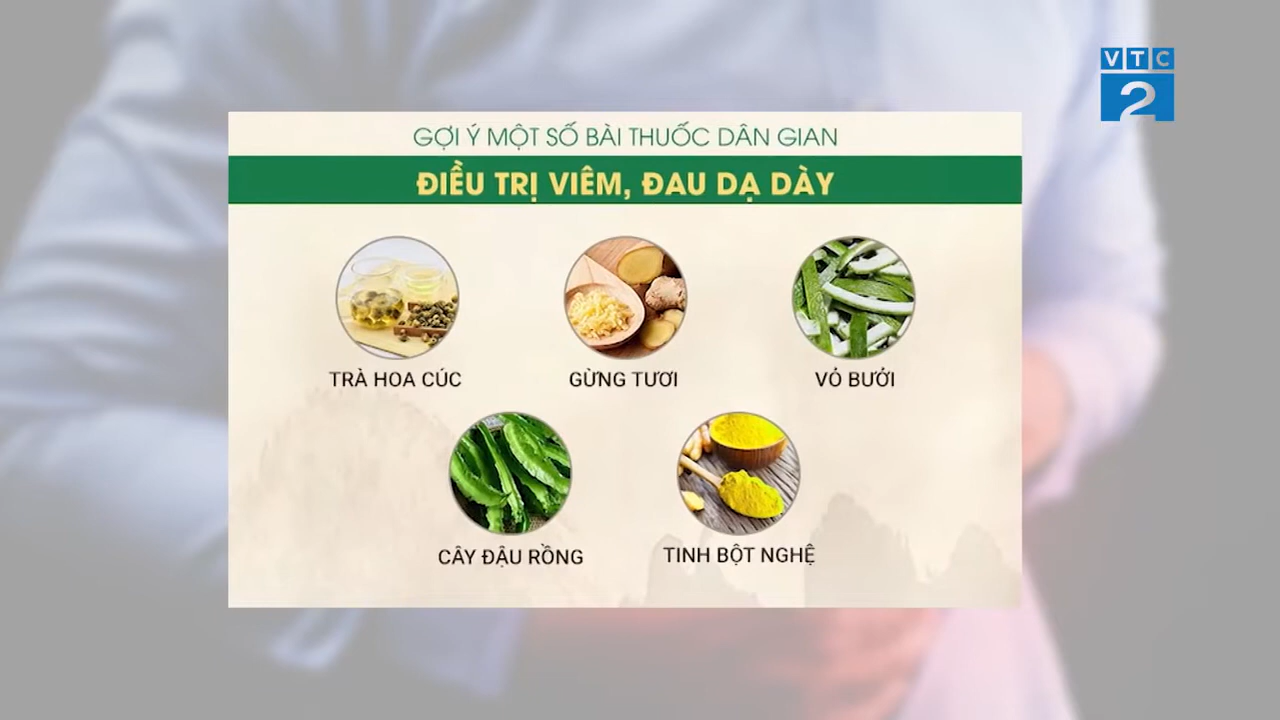 VTC
2
GỢI Ý MỘT SỐ BÀI THUỐC DÂN GIAN
ĐIỀU TRỊ VIÊM, ĐAU DẠ DÀY
TRÀ HOA CÚC
GỪNG TƯƠI
VỎ BƯỞI
CÂY ĐẬU RỒNG
TINH BỘT NGHỆ